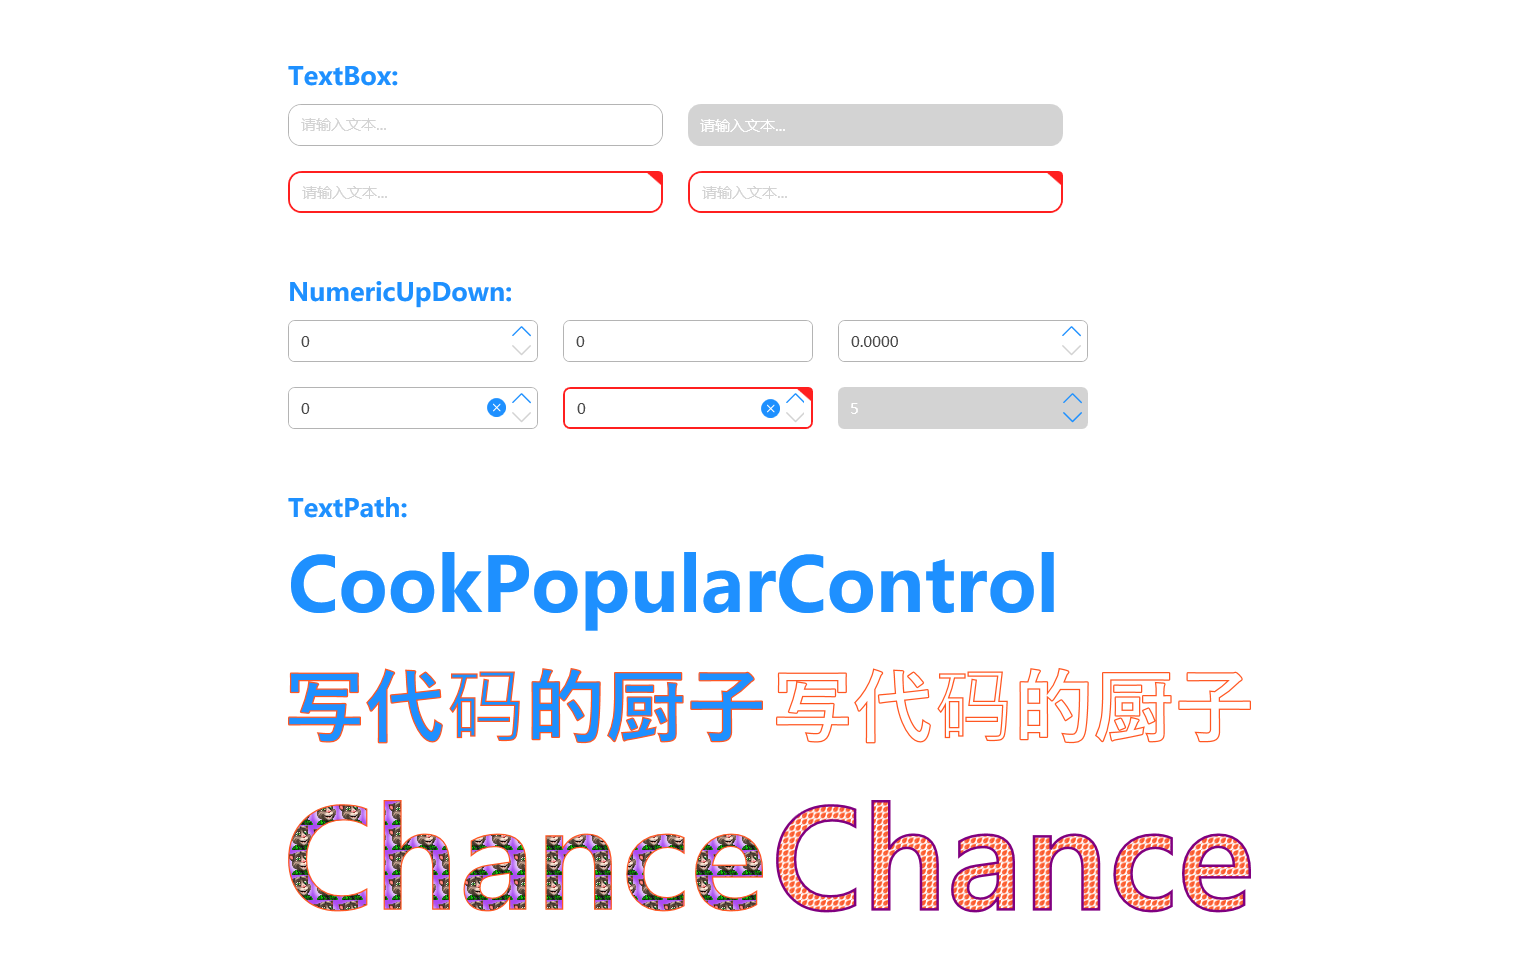 TextBox:
请输入文本... 请输入文本...
请输入文本... 请输入文本...
NumericUpDown:
0 0 0.0000
0 0 5
TextPath:
CookPopularControl
写代码的厨子 写代码的厨子
Chance Chance